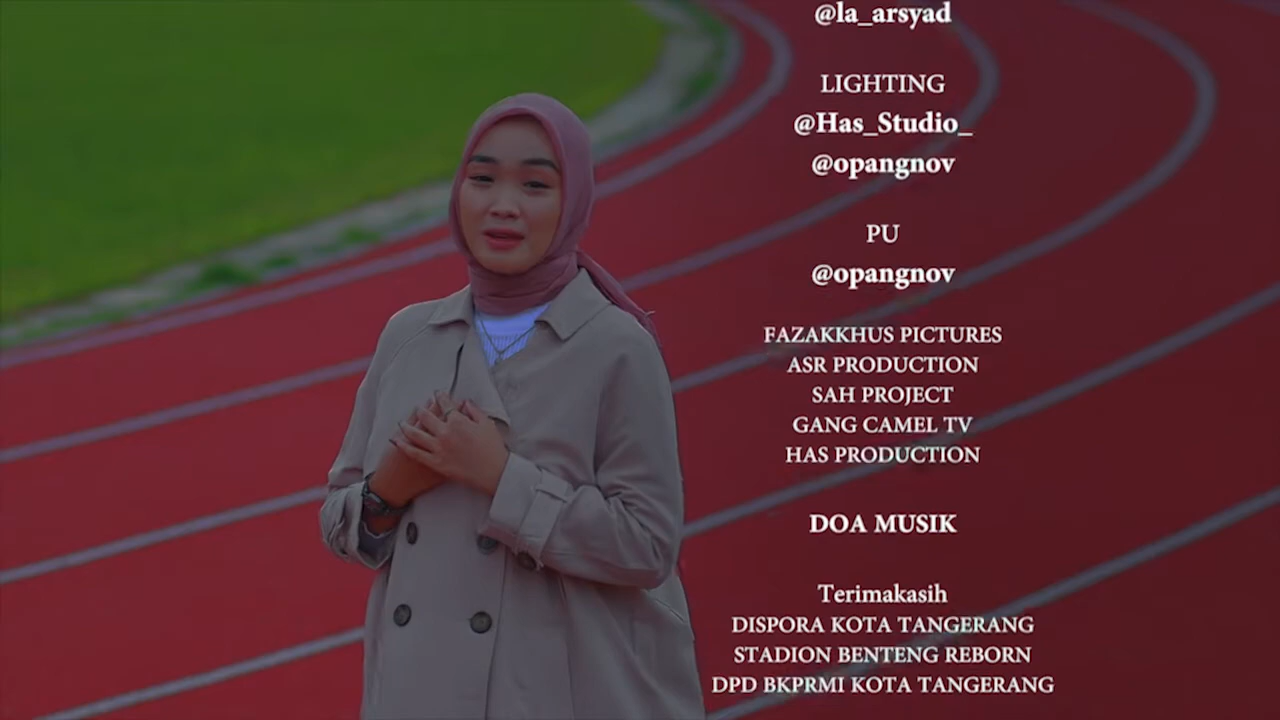 @la_arsyad
LIGHTING
@Has_Studio_
@opangnov
PU
@opangnov
FAZAKKHUS PICTURES
ASR PRODUCTION
SAH PROJECT
GANG CAMEL TV
HAS PRODUCTION
DOA MUSIK
Terimakasih
DISPORA KOTA TANGERANG
STADION BENTENG REBORN
DPD BKPRMI KOTA TANGERANG